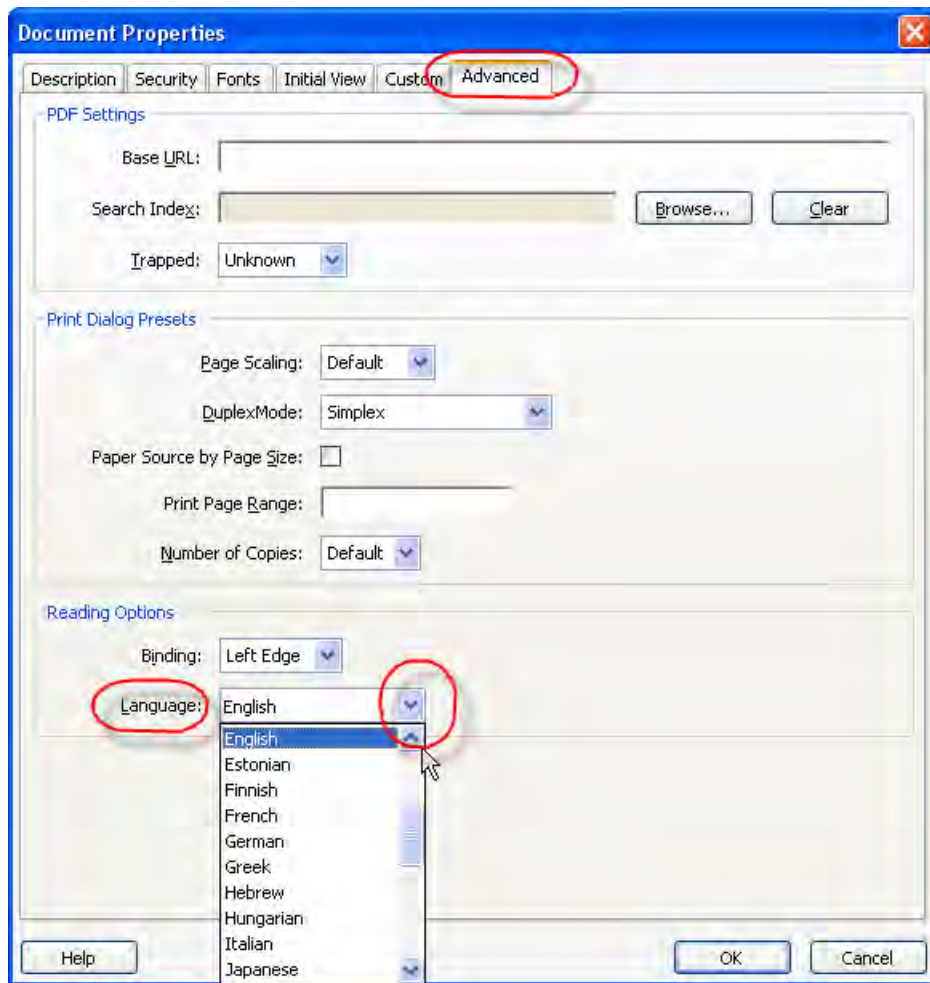 Document Properties
Description Security Fonts Initial View Custom Advanced
PDF Settings
Base URL:
Search Index: Browse... Clear
Trapped: Unknown
Print Dialog Presets
Page Scaling: Default
DuplexMode: Simplex
Paper Source by Page Size:
Print Page Range:
Number of Copies: Default
Reading Options
Binding: Left Edge
Language: English
English
Estonian
Finnish
French
German
Greek
Hebrew
Hungarian
Italian
Japanese
Help OK Cancel